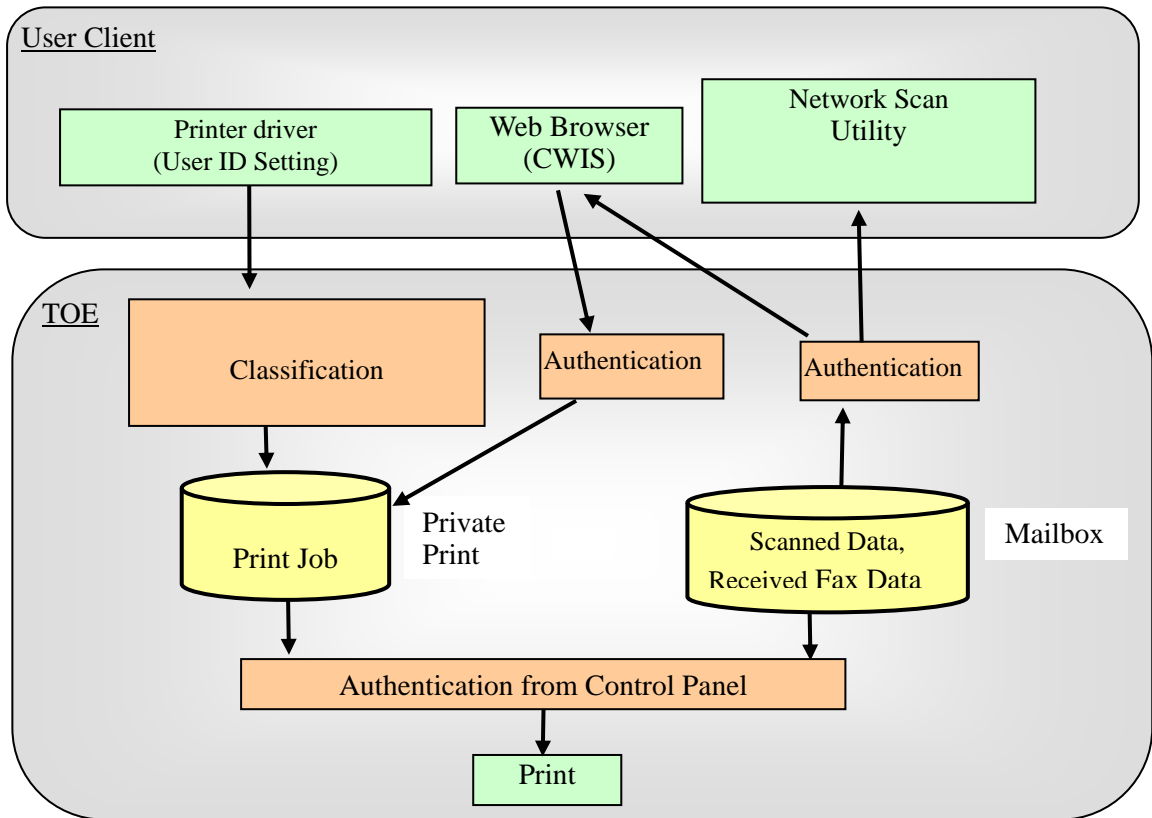 User Client
Printer driver
(User ID Setting)
Web Browser
(CWIS)
Network Scan
Utility
TOE
Classification
Authentication
Authentication
Print Job
Private
Print
Scanned Data,
Received Fax Data
Mailbox
Authentication from Control Panel
Print